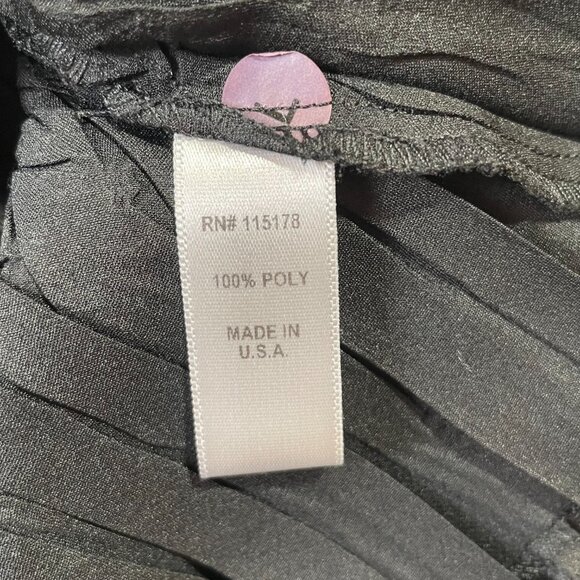 RN# 115178
100% POLY
MADE IN
U.S.A.